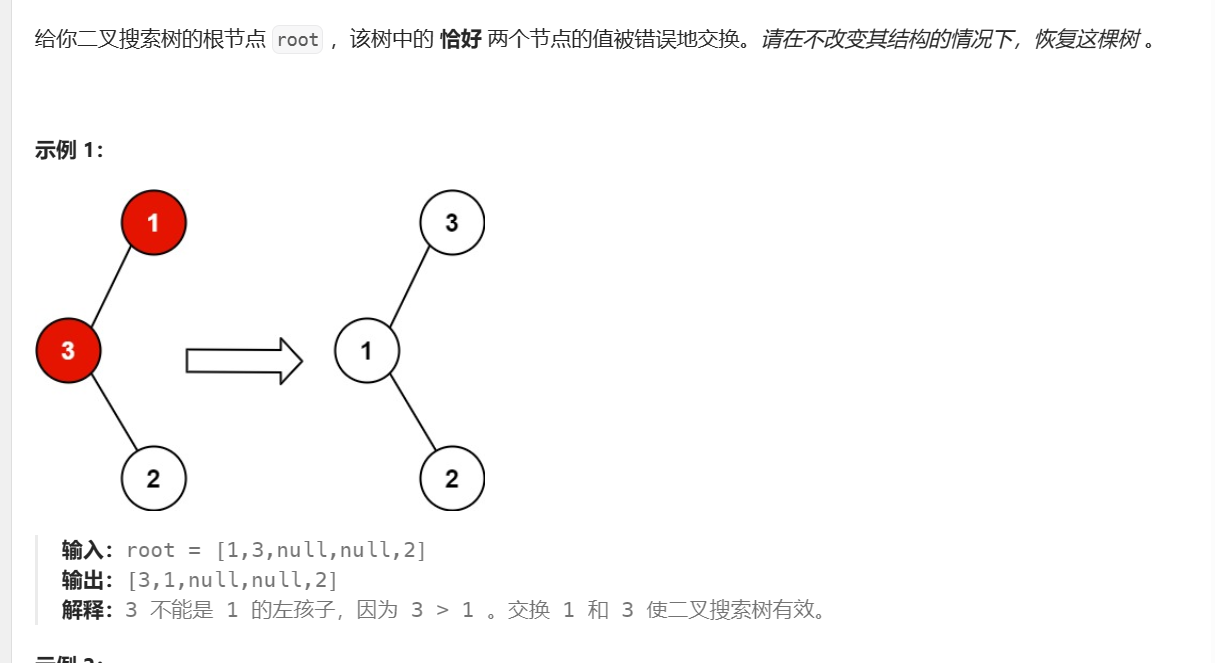 给你二叉搜索树的根节点 root ，该树中的 恰好 两个节点的值被错误地交换。请在不改变其结构的情况下，恢复这棵树 。
示例 1：
1
3
3
1
2
2
输入：root = [1,3,null,null,2]
输出：[3,1,null,null,2]
解释：3 不能是 1 的左孩子，因为 3 > 1 。交换 1 和 3 使二叉搜索树有效。